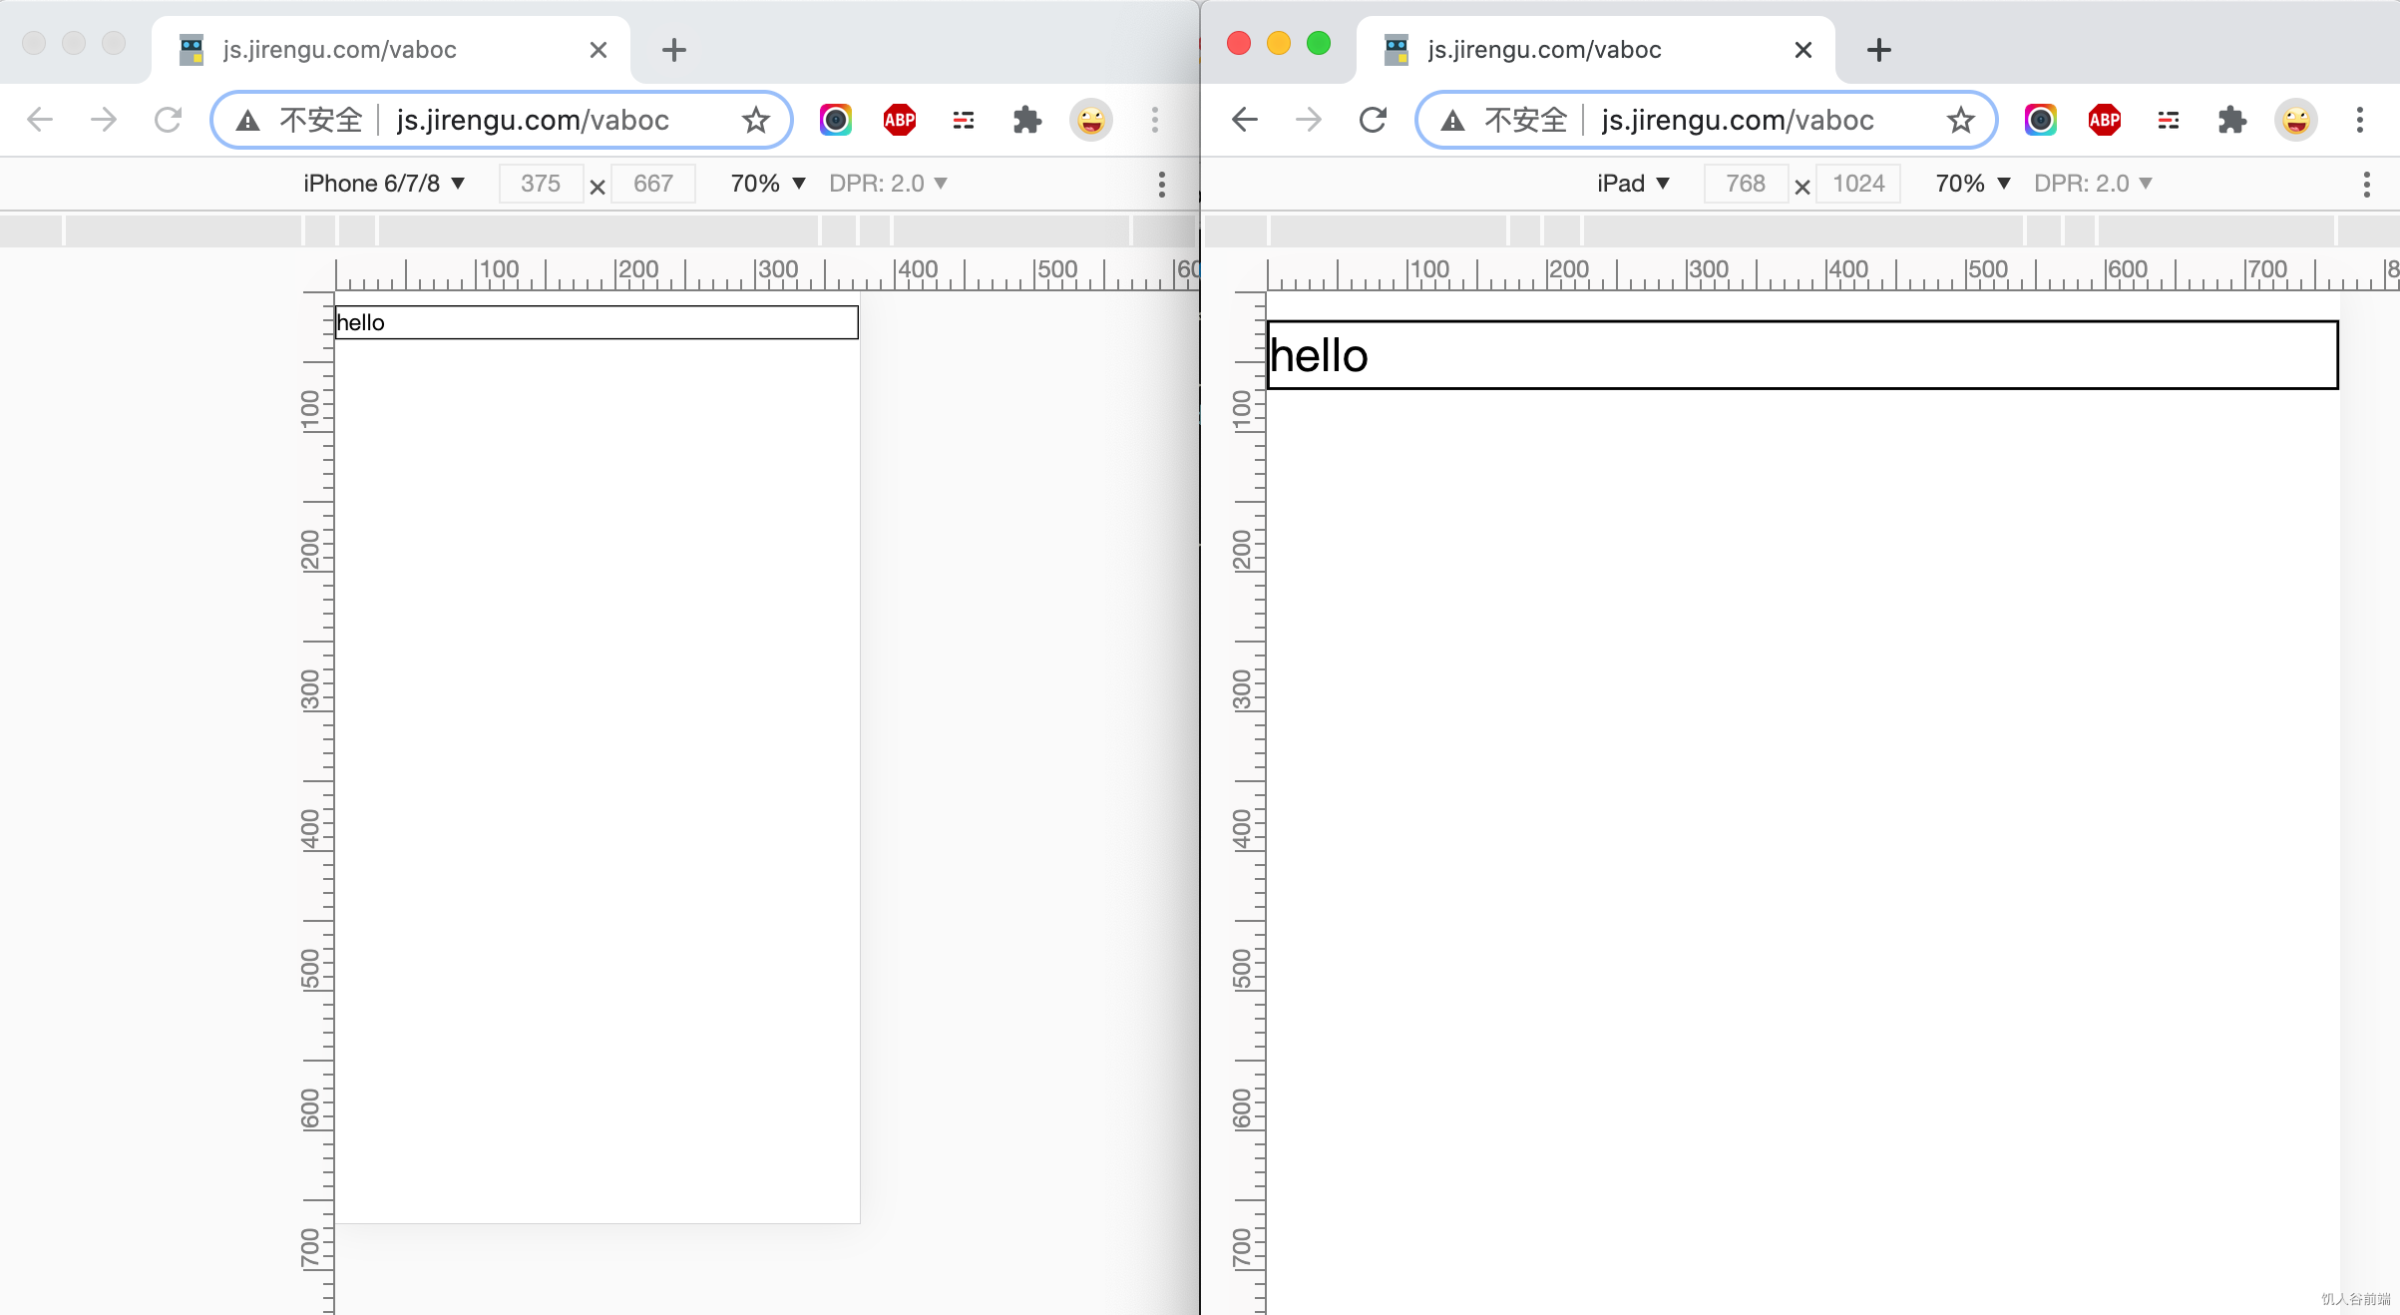 js.jirengu.com/vaboc
不安全 js.jirengu.com/vaboc
ABP
iPhone 6/7/8 ▼ 375 × 667 70% ▼ DPR: 2.0 ▼
100 200 300 400 500 60
hello
100
200
300
400
500
600
700
js.jirengu.com/vaboc
不安全 js.jirengu.com/vaboc
ABP
iPad ▼ 768 × 1024 70% ▼ DPR: 2.0 ▼
100 200 300 400 500 600 700 8
hello
100
200
300
400
500
600
700
饥人谷前端